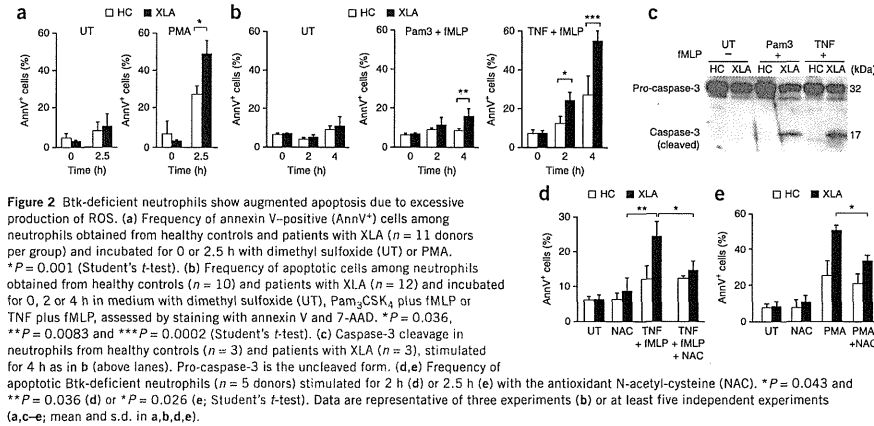 a
b
c
HC XLA
HC XLA
UT
PMA
UT
Pam3 + fMLP
TNF + fMLP
UT Pam3 TNF
fMLP – + +
HC XLA HC XLA HC XLA (kDa)
Pro-caspase-3 32
Caspase-3 17
(cleaved)
AnnV+ cells (%)
60
40
20
0
0 2.5
Time (h)
AnnV+ cells (%)
60
40
20
0
*
0 2.5
Time (h)
AnnV+ cells (%)
60
40
20
0
0 2 4
Time (h)
AnnV+ cells (%)
60
40
20
0
**
0 2 4
Time (h)
AnnV+ cells (%)
60
40
20
0
*
***
0 2 4
Time (h)
Figure 2 Btk-deficient neutrophils show augmented apoptosis due to excessive
production of ROS. (a) Frequency of annexin V–positive (AnnV+) cells among
neutrophils obtained from healthy controls and patients with XLA (n = 11 donors
per group) and incubated for 0 or 2.5 h with dimethyl sulfoxide (UT) or PMA.
*P = 0.001 (Student's t-test). (b) Frequency of apoptotic cells among neutrophils
obtained from healthy controls (n = 10) and patients with XLA (n = 12) and incubated
for 0, 2 or 4 h in medium with dimethyl sulfoxide (UT), Pam3CSK4 plus fMLP or
TNF plus fMLP, assessed by staining with annexin V and 7-AAD. *P = 0.036,
**P = 0.0083 and ***P = 0.0002 (Student's t-test). (c) Caspase-3 cleavage in
neutrophils from healthy controls (n = 3) and patients with XLA (n = 3), stimulated
for 4 h as in b (above lanes). Pro-caspase-3 is the uncleaved form. (d,e) Frequency of
apoptotic Btk-deficient neutrophils (n = 5 donors) stimulated for 2 h (d) or 2.5 h (e) with the antioxidant N-acetyl-cysteine (NAC). *P = 0.043 and
**P = 0.036 (d) or *P = 0.026 (e; Student's t-test). Data are representative of three experiments (b) or at least five independent experiments
(a,c–e; mean and s.d. in a,b,d,e).
d
HC XLA
AnnV+ cells (%)
30
20
10
0
** *
UT NAC TNF TNF
+ fMLP + fMLP
+ NAC
e
HC XLA
AnnV+ cells (%)
60
40
20
0
*
UT NAC PMA PMA
+NAC